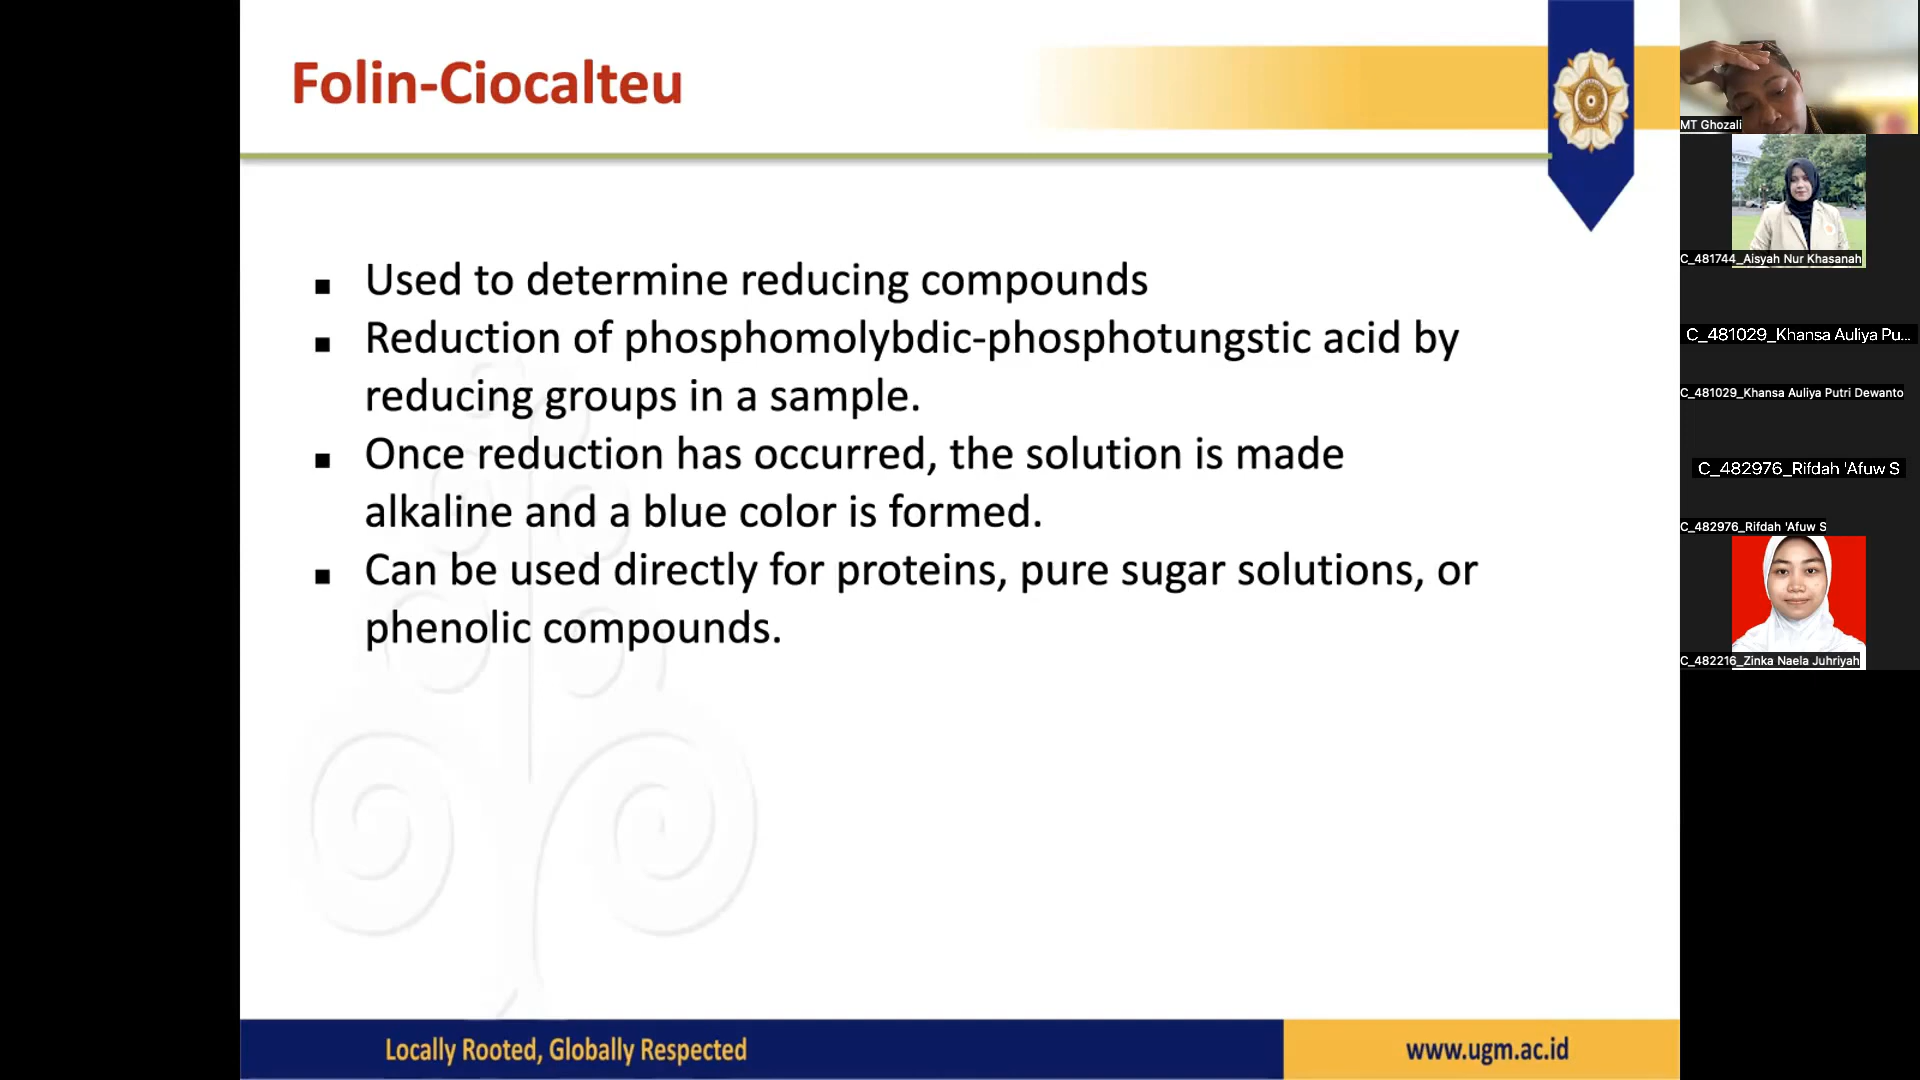 Folin-Ciocalteu
■ Used to determine reducing compounds
■ Reduction of phosphomolybdic-phosphotungstic acid by
reducing groups in a sample.
■ Once reduction has occurred, the solution is made
alkaline and a blue color is formed.
■ Can be used directly for proteins, pure sugar solutions, or
phenolic compounds.
Locally Rooted, Globally Respected
www.ugm.ac.id
MT Ghozali
C_481744_Aisyah Nur Khasanah
C_481029_Khansa Auliya Pu...
C_481029_Khansa Auliya Putri Dewanto
C_482976_Rifdah 'Afuw S
C_482976_Rifdah 'Afuw S
C_482216_Zinka Naela Juhriyah